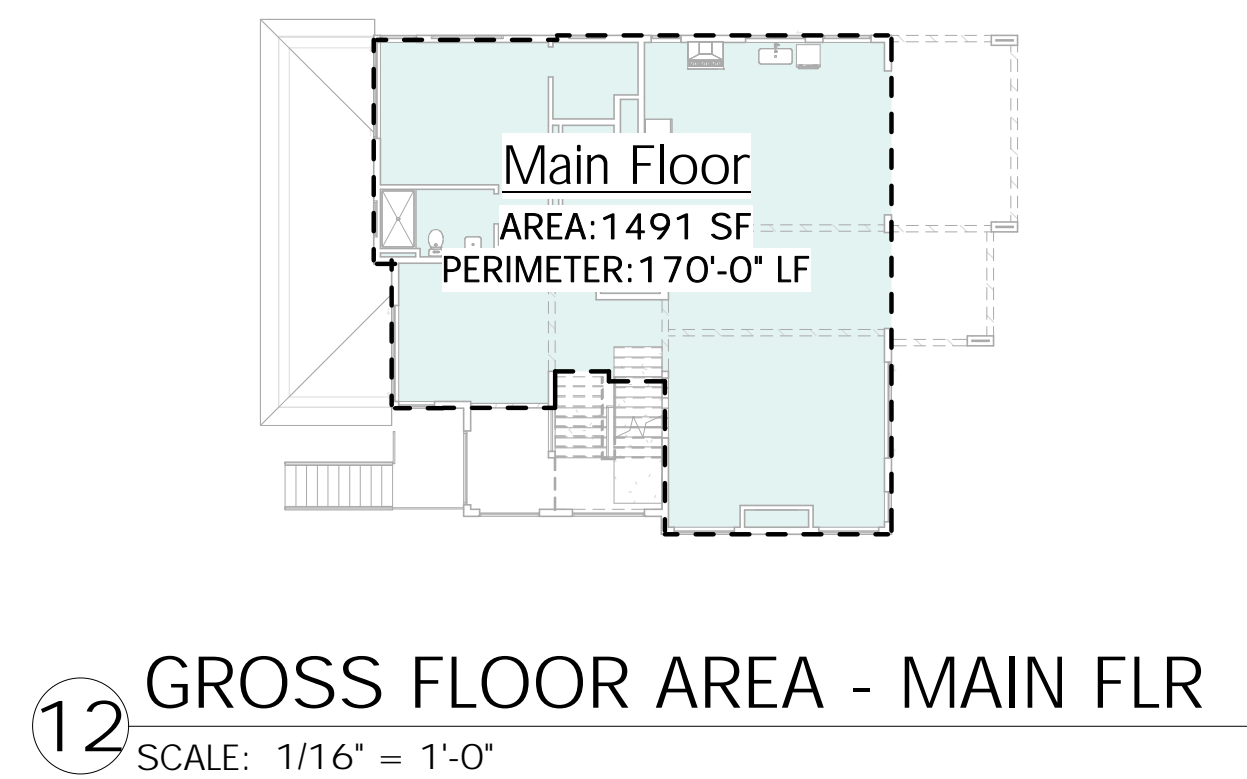 Main Floor
AREA:1491 SF
PERIMETER:170'-0" LF
GROSS FLOOR AREA - MAIN FLR
12
SCALE: 1/16" = 1'-0"